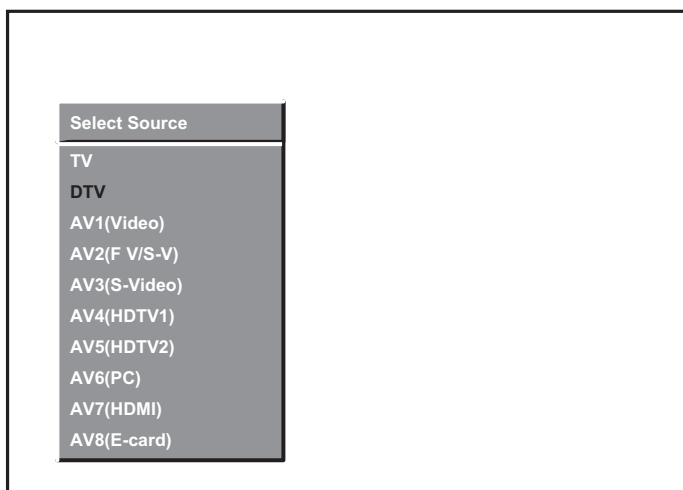 Select Source
TV
DTV
AV1(Video)
AV2(F V/S-V)
AV3(S-Video)
AV4(HDTV1)
AV5(HDTV2)
AV6(PC)
AV7(HDMI)
AV8(E-card)